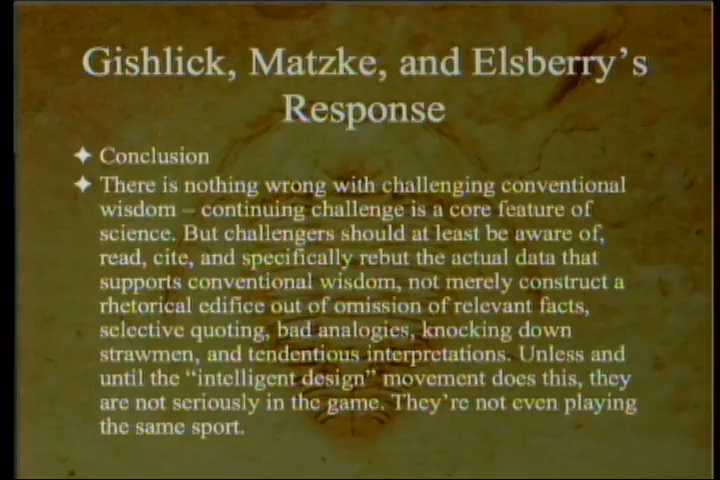 Gishlick, Matzke, and Elsberry's
Response
Conclusion
There is nothing wrong with challenging conventional
wisdom – continuing challenge is a core feature of
science. But challengers should at least be aware of,
read, cite, and specifically rebut the actual data that
supports conventional wisdom, not merely construct a
rhetorical edifice out of omission of relevant facts,
selective quoting, bad analogies, knocking down
strawmen, and tendentious interpretations. Unless and
until the “intelligent design” movement does this, they
are not seriously in the game. They're not even playing
the same sport.